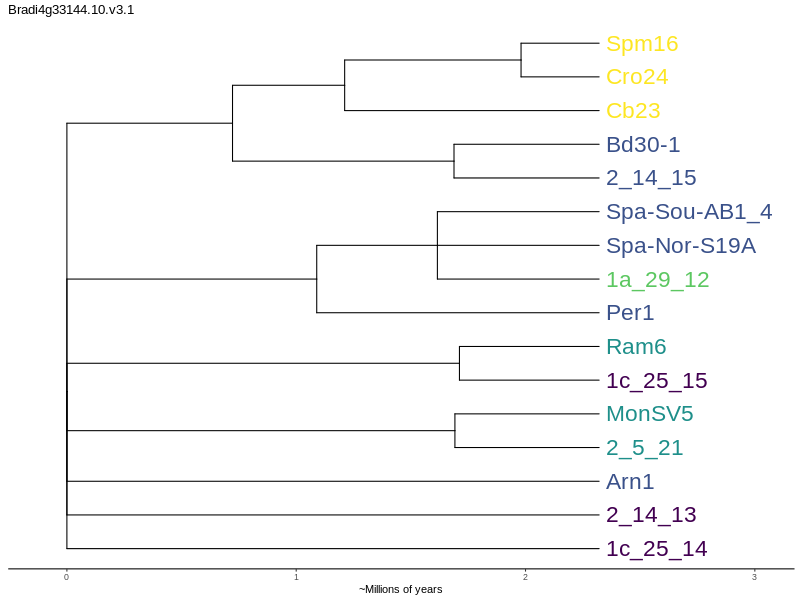 Bradi4g33144.10.v3.1
Spm16
Cro24
Cb23
Bd30-1
2_14_15
Spa-Sou-AB1_4
Spa-Nor-S19A
1a_29_12
Per1
Ram6
1c_25_15
MonSV5
2_5_21
Arn1
2_14_13
1c_25_14
0 1 2 3
~Millions of years